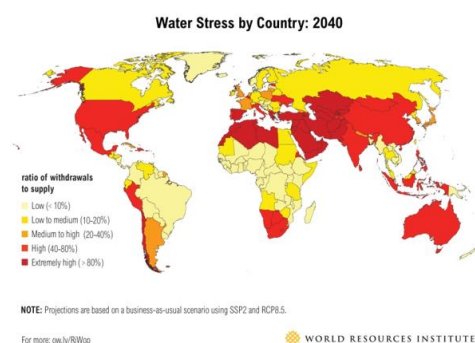 Water Stress by Country: 2040
ratio of withdrawals
to supply
Low (< 10%)
Low to medium (10-20%)
Medium to high (20-40%)
High (40-80%)
Extremely high (> 80%)
NOTE: Projections are based on a business-as-usual scenario using SSP2 and RCP8.5.
For more: ow.ly/RiWop
WORLD RESOURCES INSTITUTE